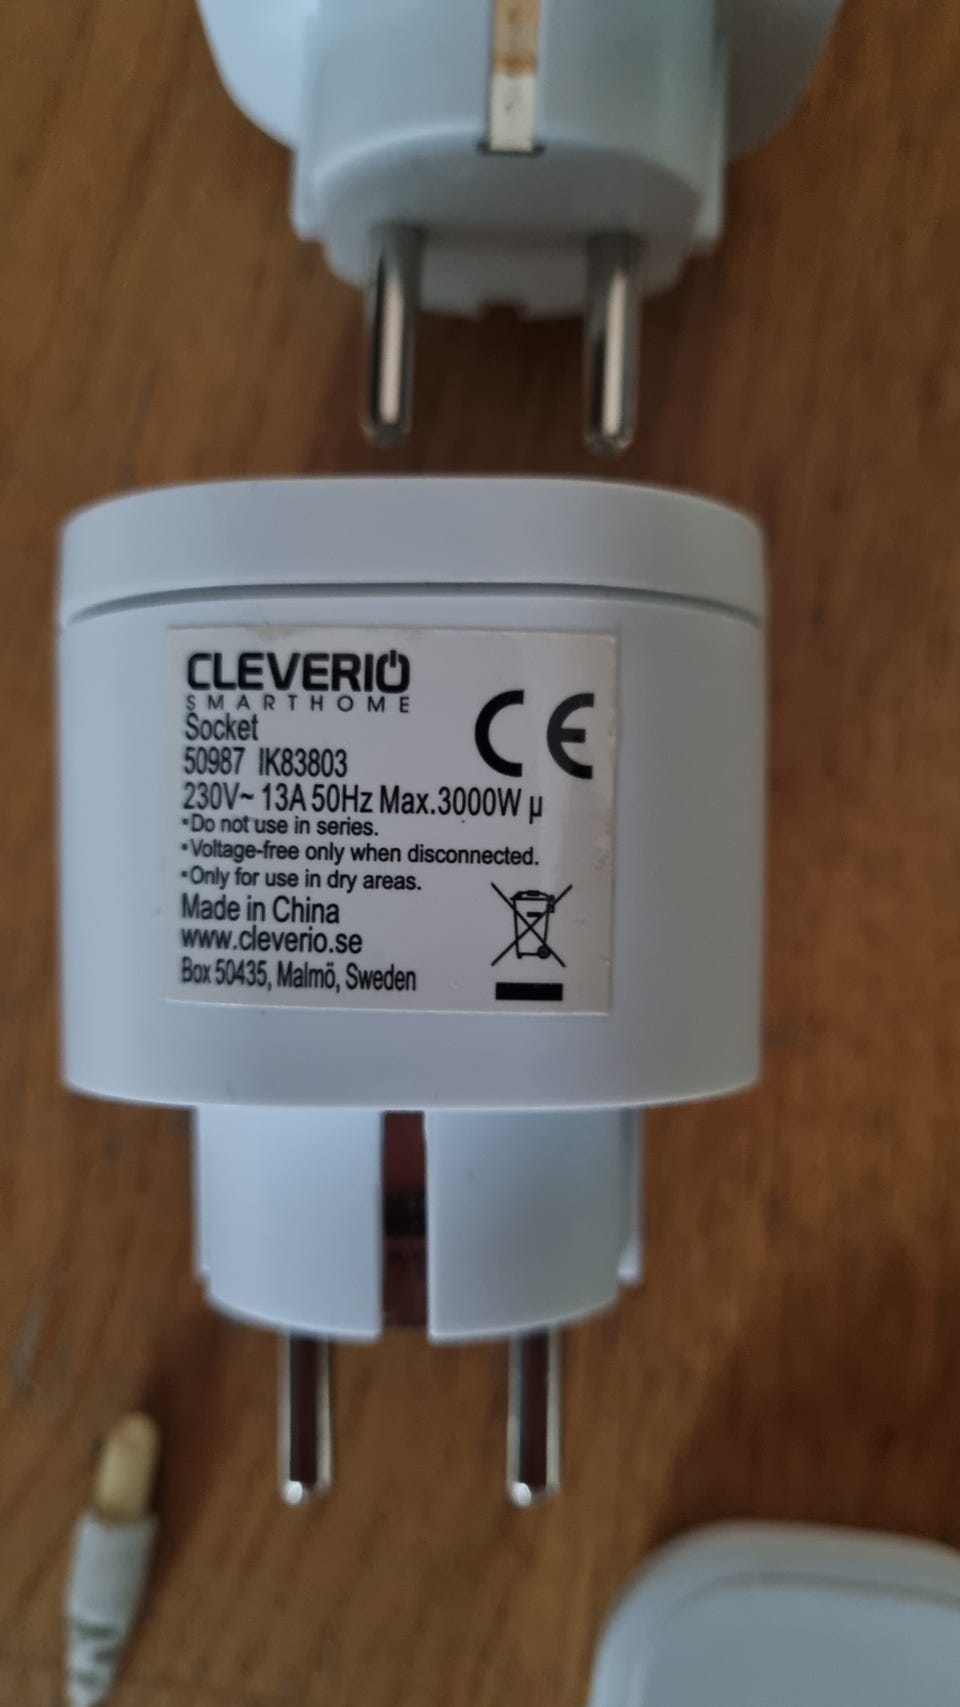 CLEVERIO
SMARTHOME
Socket
50987 IK83803
230V~ 13A 50Hz Max.3000W µ
•Do not use in series.
•Voltage-free only when disconnected.
•Only for use in dry areas.
Made in China
www.cleverio.se
Box 50435, Malmö, Sweden
CE